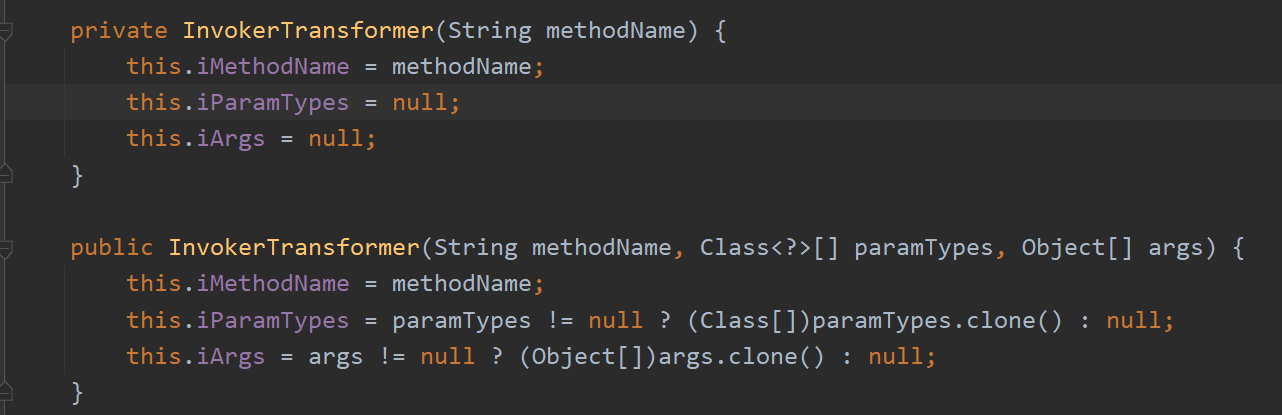 private InvokerTransformer(String methodName) {
this.iMethodName = methodName;
this.iParamTypes = null;
this.iArgs = null;
}
public InvokerTransformer(String methodName, Class<?>[] paramTypes, Object[] args) {
this.iMethodName = methodName;
this.iParamTypes = paramTypes != null ? (Class[])paramTypes.clone() : null;
this.iArgs = args != null ? (Object[])args.clone() : null;
}